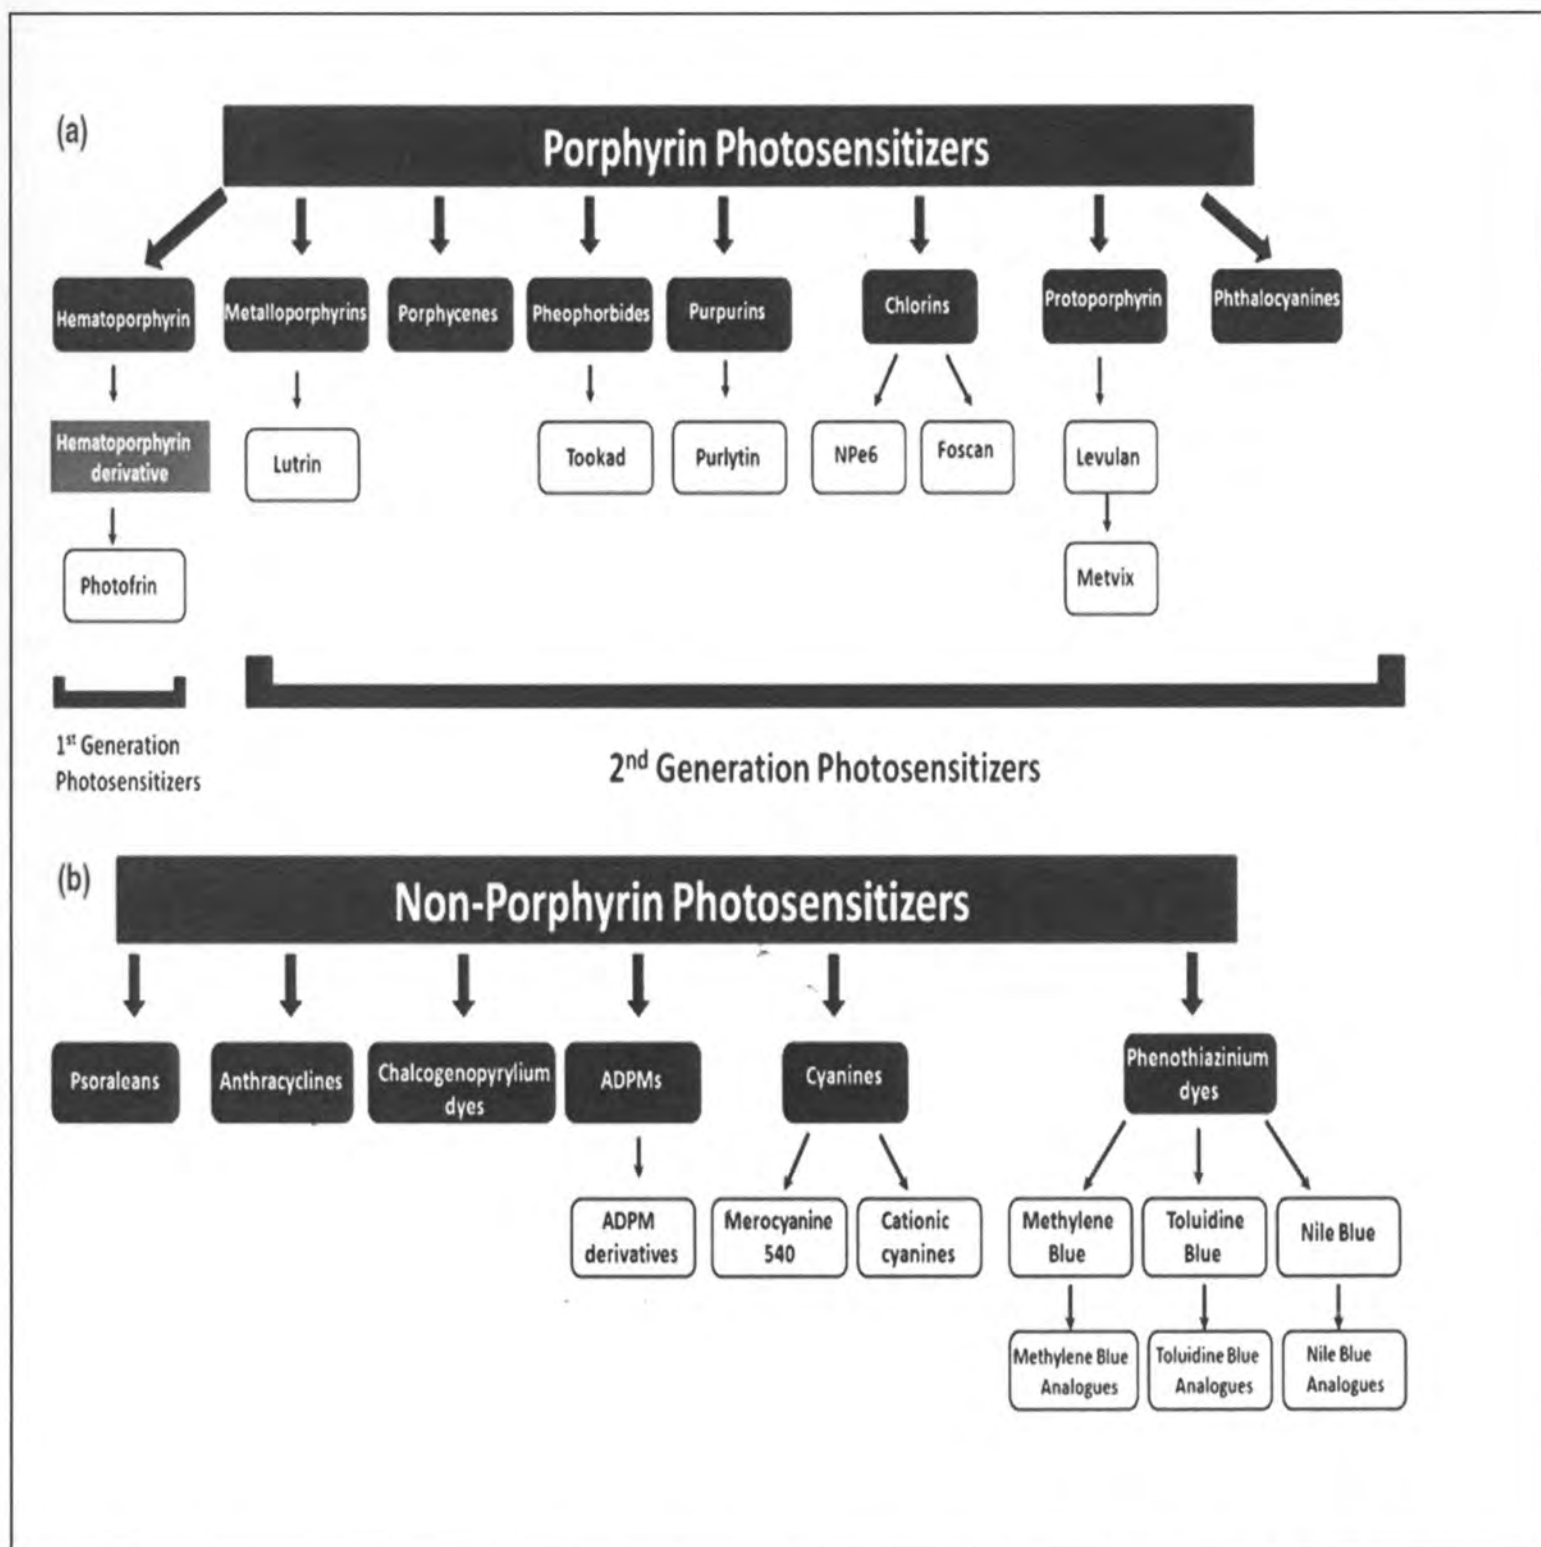 (a)
Porphyrin Photosensitizers
Hematoporphyrin
Metalloporphyrins
Porphycenes
Pheophorbides
Purpurins
Chlorins
Protoporphyrin
Phthalocyanines
Hematoporphyrin
derivative
Lutrin
Tookad
Purlytin
NPe6
Foscan
Levulan
Photofrin
Metvix
1st Generation
Photosensitizers
2nd Generation Photosensitizers
(b)
Non-Porphyrin Photosensitizers
Psoraleans
Anthracyclines
Chalcogenopyrylium
dyes
ADPMs
Cyanines
Phenothiazinium
dyes
ADPM
derivatives
Merocyanine
540
Cationic
cyanines
Methylene
Blue
Toluidine
Blue
Nile Blue
Methylene Blue
Analogues
Toluidine Blue
Analogues
Nile Blue
Analogues